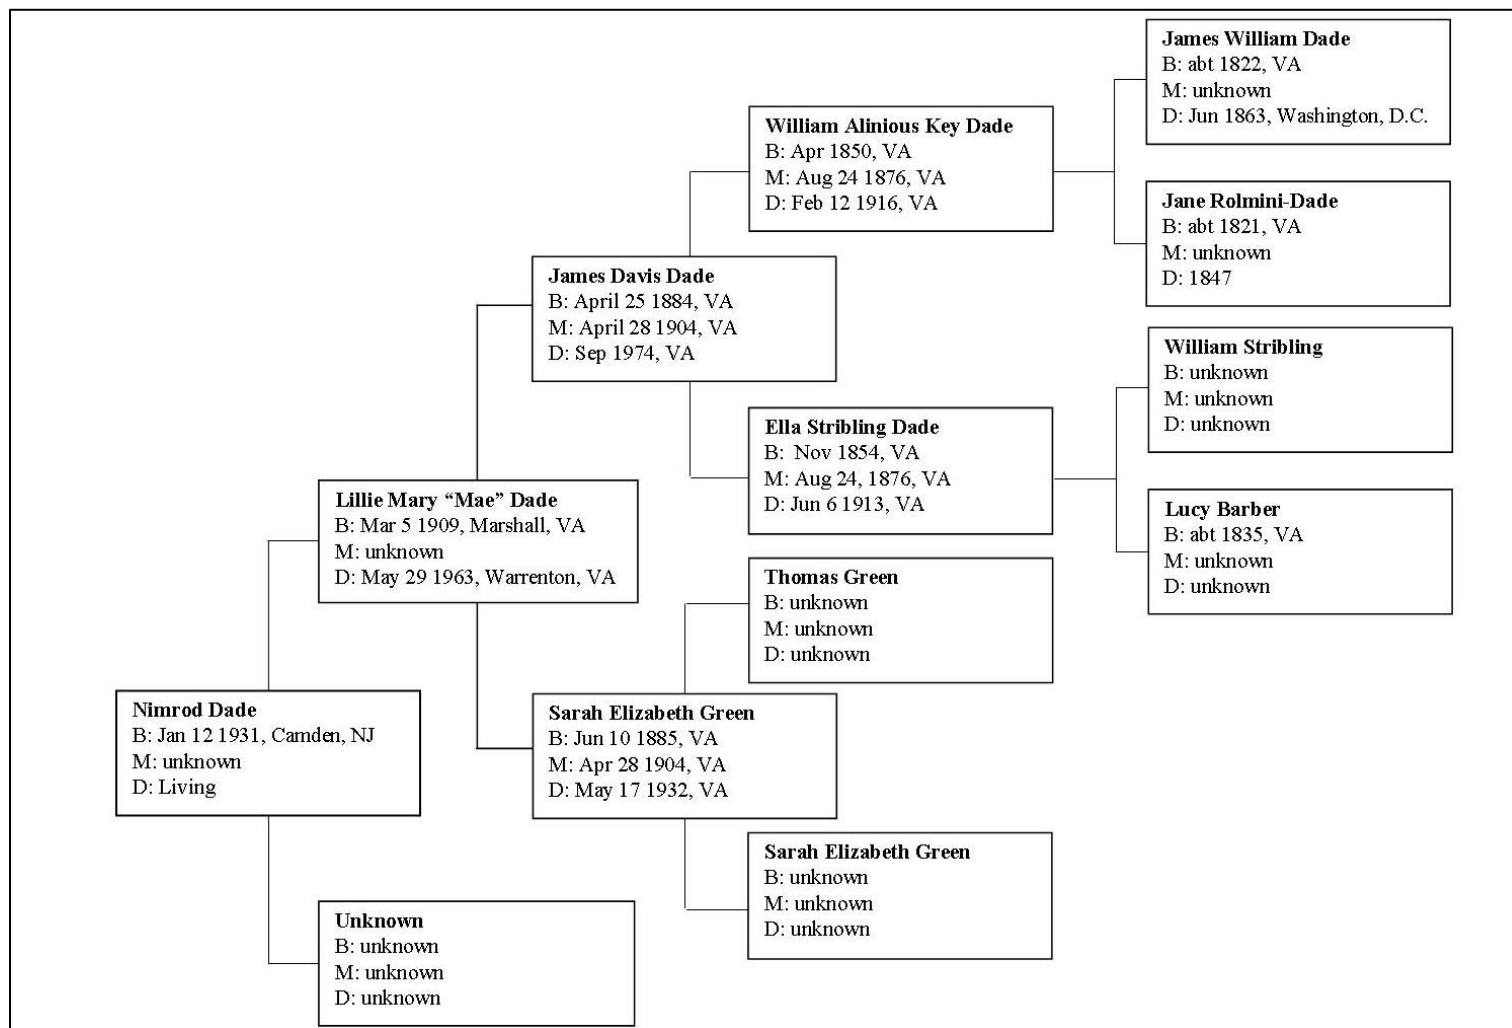 James William Dade
B: abt 1822, VA
M: unknown
D: Jun 1863, Washington, D.C.
William Alinious Key Dade
B: Apr 1850, VA
M: Aug 24 1876, VA
D: Feb 12 1916, VA
Jane Rolmini-Dade
B: abt 1821, VA
M: unknown
D: 1847
James Davis Dade
B: April 25 1884, VA
M: April 28 1904, VA
D: Sep 1974, VA
William Stribling
B: unknown
M: unknown
D: unknown
Ella Stribling Dade
B: Nov 1854, VA
M: Aug 24, 1876, VA
D: Jun 6 1913, VA
Lillie Mary “Mae” Dade
B: Mar 5 1909, Marshall, VA
M: unknown
D: May 29 1963, Warrenton, VA
Lucy Barber
B: abt 1835, VA
M: unknown
D: unknown
Thomas Green
B: unknown
M: unknown
D: unknown
Nimrod Dade
B: Jan 12 1931, Camden, NJ
M: unknown
D: Living
Sarah Elizabeth Green
B: Jun 10 1885, VA
M: Apr 28 1904, VA
D: May 17 1932, VA
Sarah Elizabeth Green
B: unknown
M: unknown
D: unknown
Unknown
B: unknown
M: unknown
D: unknown